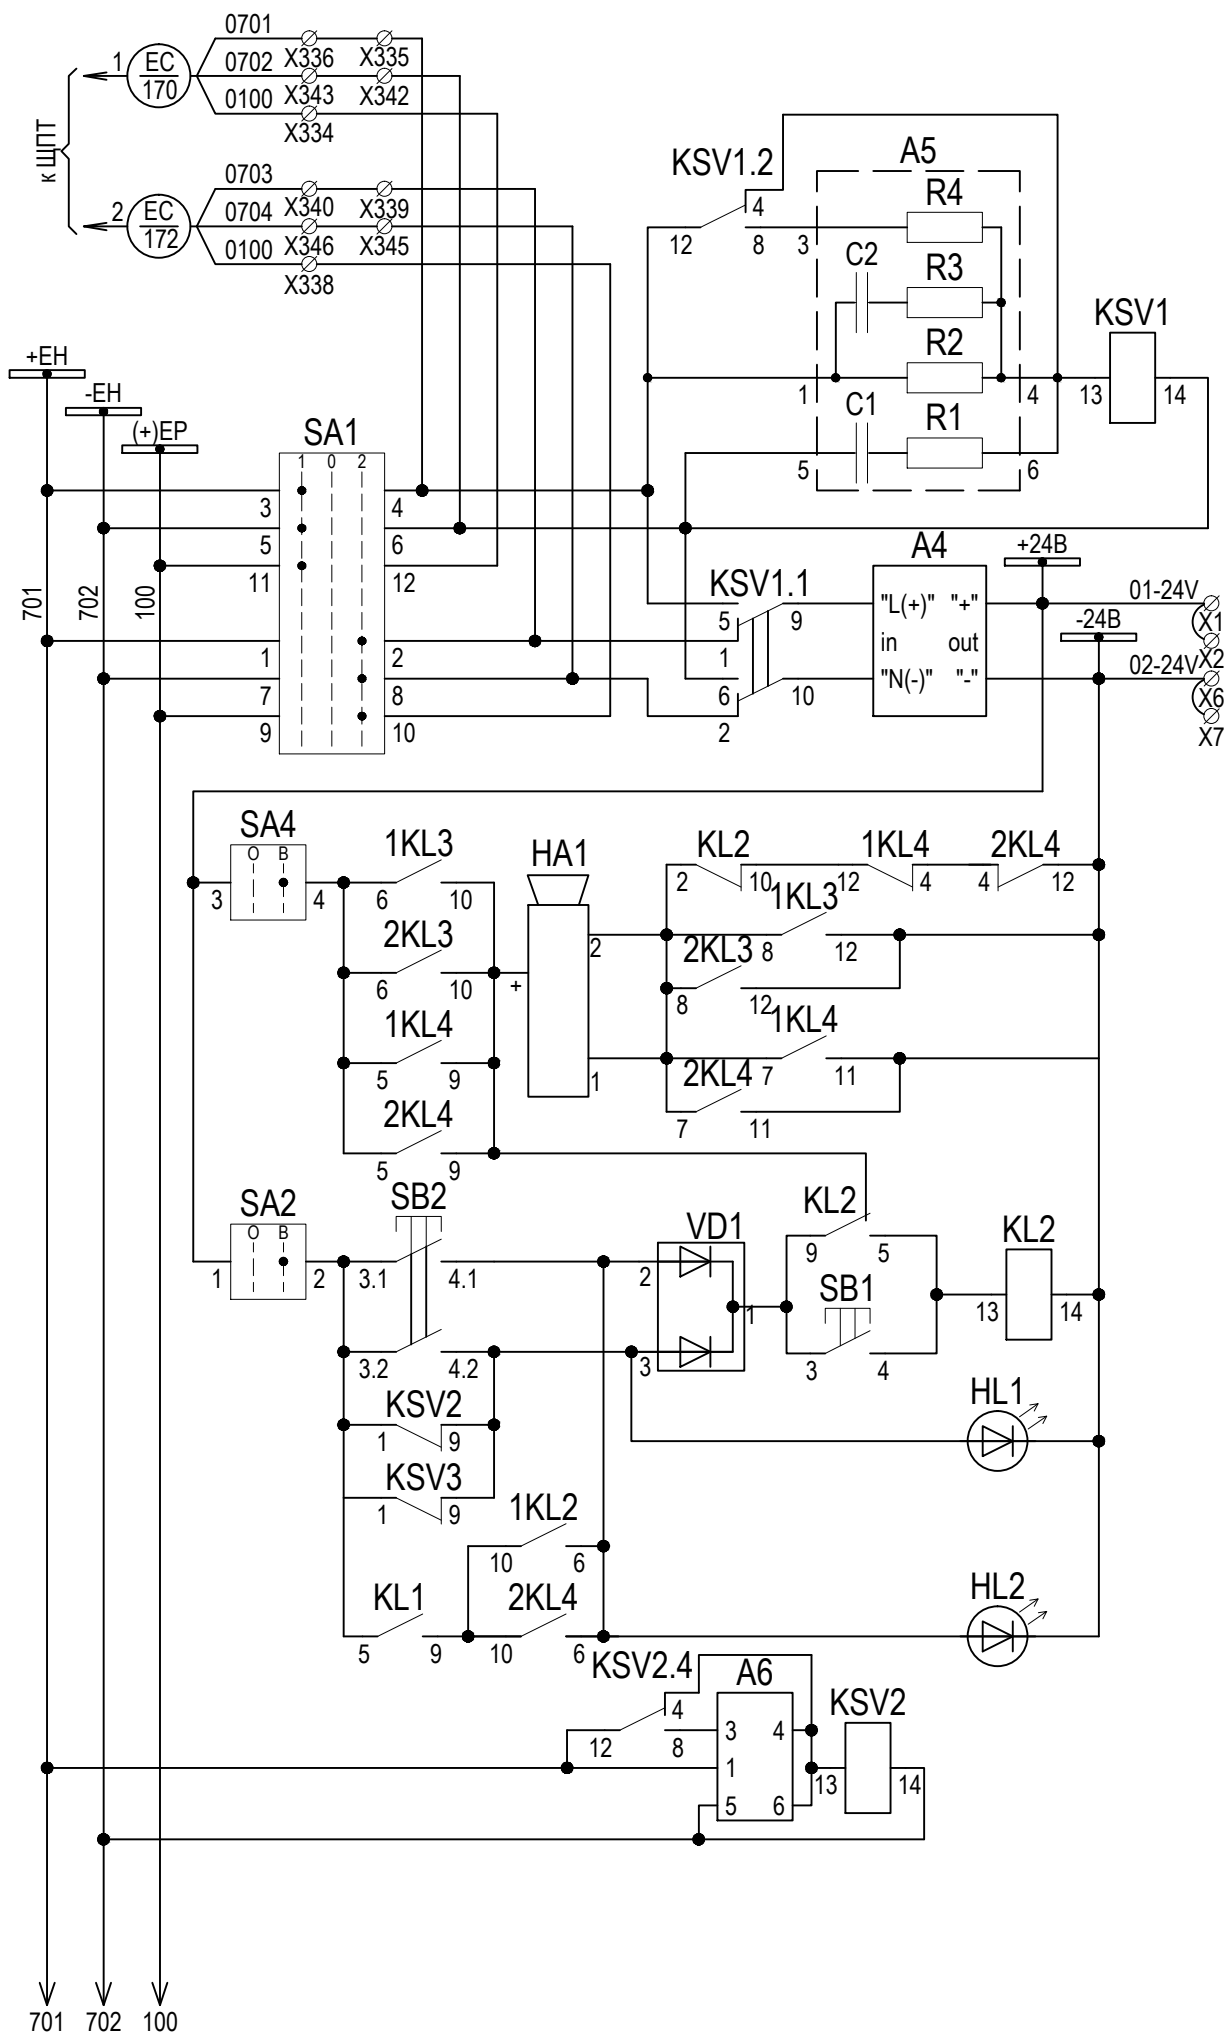 0701
1 EC 170
X336 X335
0702
X343 X342
0100
X334
к ЩПТ
0703
2 EC 172
X340 X339
0704
X346 X345
0100
X338
KSV1.2
A5
4
12 8 3
R4
C2 R3
R2
1 4
KSV1
13 14
C1 R1
5 6
+EH
-EH
(+)EP
SA1
1 0 2
3 4
5 6
11 12
1 2
7 8
9 10
701 702 100
KSV1.1
5 9
1
6 10
2
A4
"L(+)" "+"
in out
"N(-)" "-"
+24В
01-24V
X1
-24В
X2
02-24V
X6
X7
SA4
О В
3 4
1KL3
6 10
2KL3
6 10
1KL4
5 9
2KL4
5 9
HA1
+
2
1
KL2 1KL4 2KL4
2 10 12 4 4 12
1KL3
8 12
2KL3
8 12
1KL4
7 11
2KL4
7 11
SA2
О В
1 2
SB2
3.1 4.1
3.2 4.2
VD1
2
1
3
KL2
9 5
SB1
3 4
KL2
13 14
KSV2
1 9
KSV3
1 9
HL1
1KL2
10 6
KL1
5 9
2KL4
10 6
HL2
KSV2.4
4
12 8
A6
3 4
1
5 6
KSV2
13 14
701 702 100